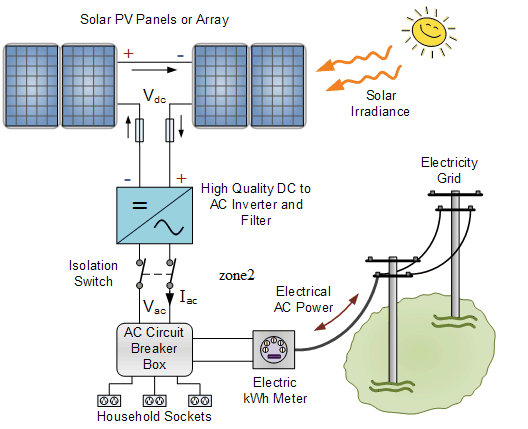 Solar PV Panels or Array
+
-
Vdc
Solar
Irradiance
-
+
High Quality DC to
AC Inverter and
Filter
Electricity
Grid
Isolation
Switch
zone2
Vac
Iac
Electrical
AC Power
AC Circuit
Breaker
Box
Electric
kWh Meter
Household Sockets